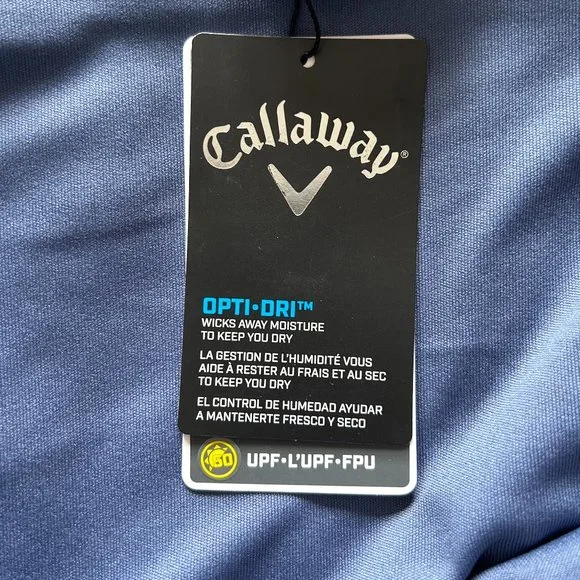 Callaway®
OPTI•DRI™
WICKS AWAY MOISTURE
TO KEEP YOU DRY
LA GESTION DE L'HUMIDITÉ VOUS
AIDE À RESTER AU FRAIS ET AU SEC
TO KEEP YOU DRY
EL CONTROL DE HUMEDAD AYUDAR
A MANTENERTE FRESCO Y SECO
50 UPF•L'UPF•FPU